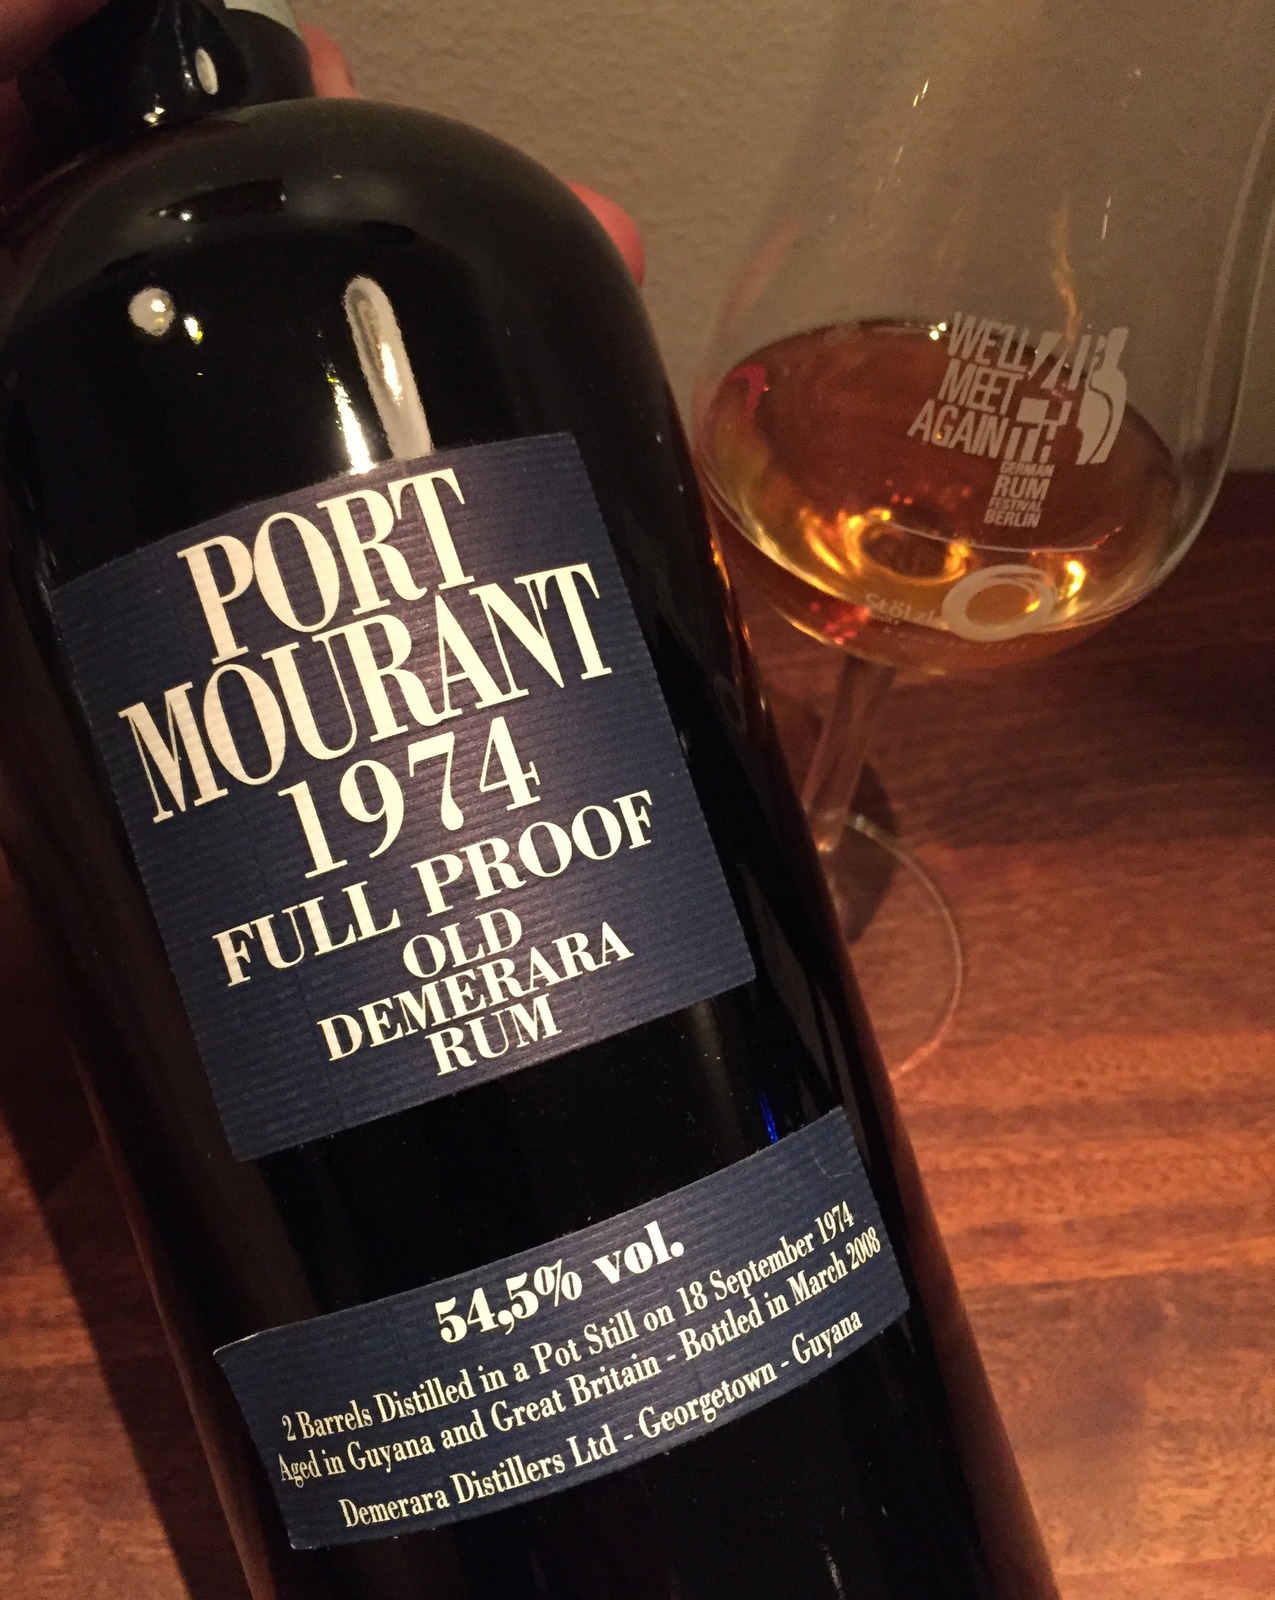 PORT
MOURANT
1974
FULL PROOF
OLD
DEMERARA
RUM
54,5% vol.
2 Barrels Distilled in a Pot Still on 18 September 1974
Aged in Guyana and Great Britain - Bottled in March 2008
Demerara Distillers Ltd - Georgetown - Guyana
WE'LL
MEET
AGAIN
GERMAN
RUM
FESTIVAL
BERLIN